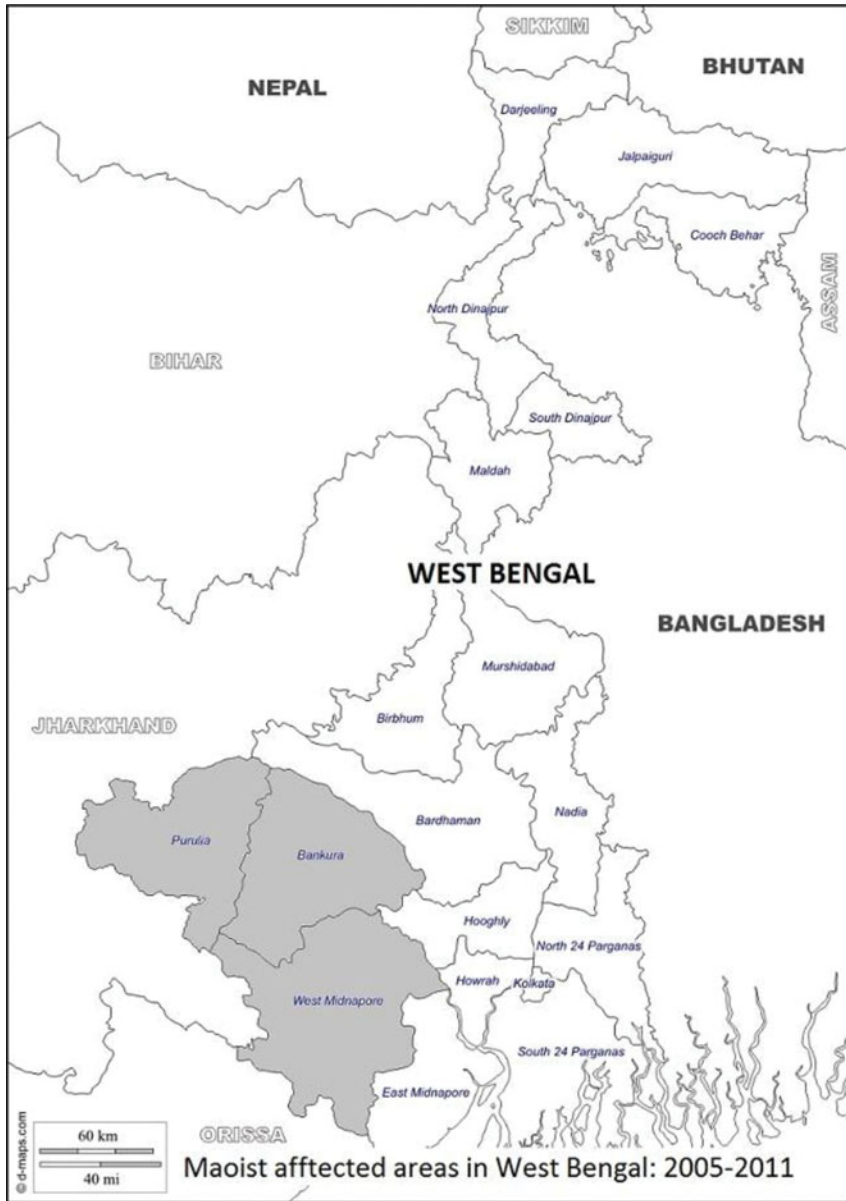 SIKKIM
NEPAL
BHUTAN
Darjeeling
Jalpaiguri
Cooch Behar
ASSAM
North Dinajpur
BIHAR
South Dinajpur
Maldah
WEST BENGAL
BANGLADESH
Murshidabad
Birbhum
JHARKHAND
Purulia
Bankura
Bardhaman
Nadia
Hooghly
North 24 Parganas
Howrah
Kolkata
West Midnapore
South 24 Parganas
East Midnapore
© d-maps.com
60 km
40 mi
ORISSA
Maoist afftected areas in West Bengal: 2005-2011